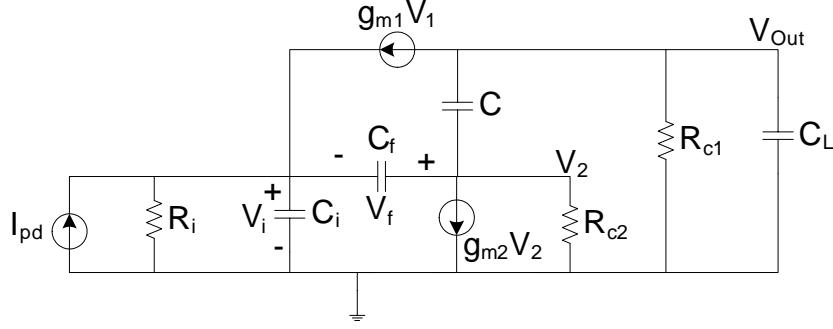 gm1V1
VOut
C
Cf
Rc1
CL
- +
V2
+
Ipd
Ri
Vi
Ci
Vf
Rc2
-
gm2V2